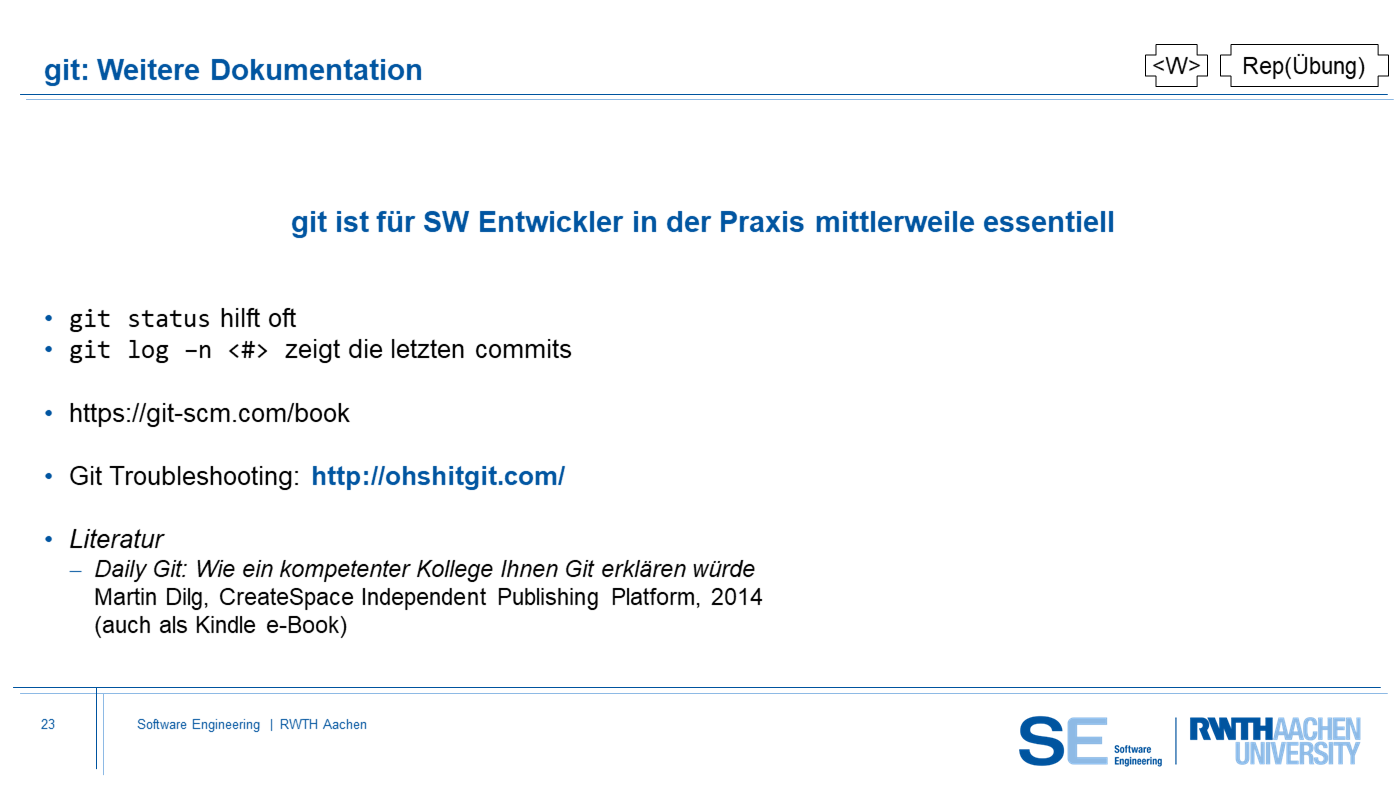 git: Weitere Dokumentation
<W>
Rep(Übung)
git ist für SW Entwickler in der Praxis mittlerweile essentiell
• git status hilft oft
• git log –n <#> zeigt die letzten commits
• https://git-scm.com/book
• Git Troubleshooting: http://ohshitgit.com/
• Literatur
– Daily Git: Wie ein kompetenter Kollege Ihnen Git erklären würde
Martin Dilg, CreateSpace Independent Publishing Platform, 2014
(auch als Kindle e-Book)
23
Software Engineering | RWTH Aachen
SE Software
Engineering
RWTHAACHEN
UNIVERSITY